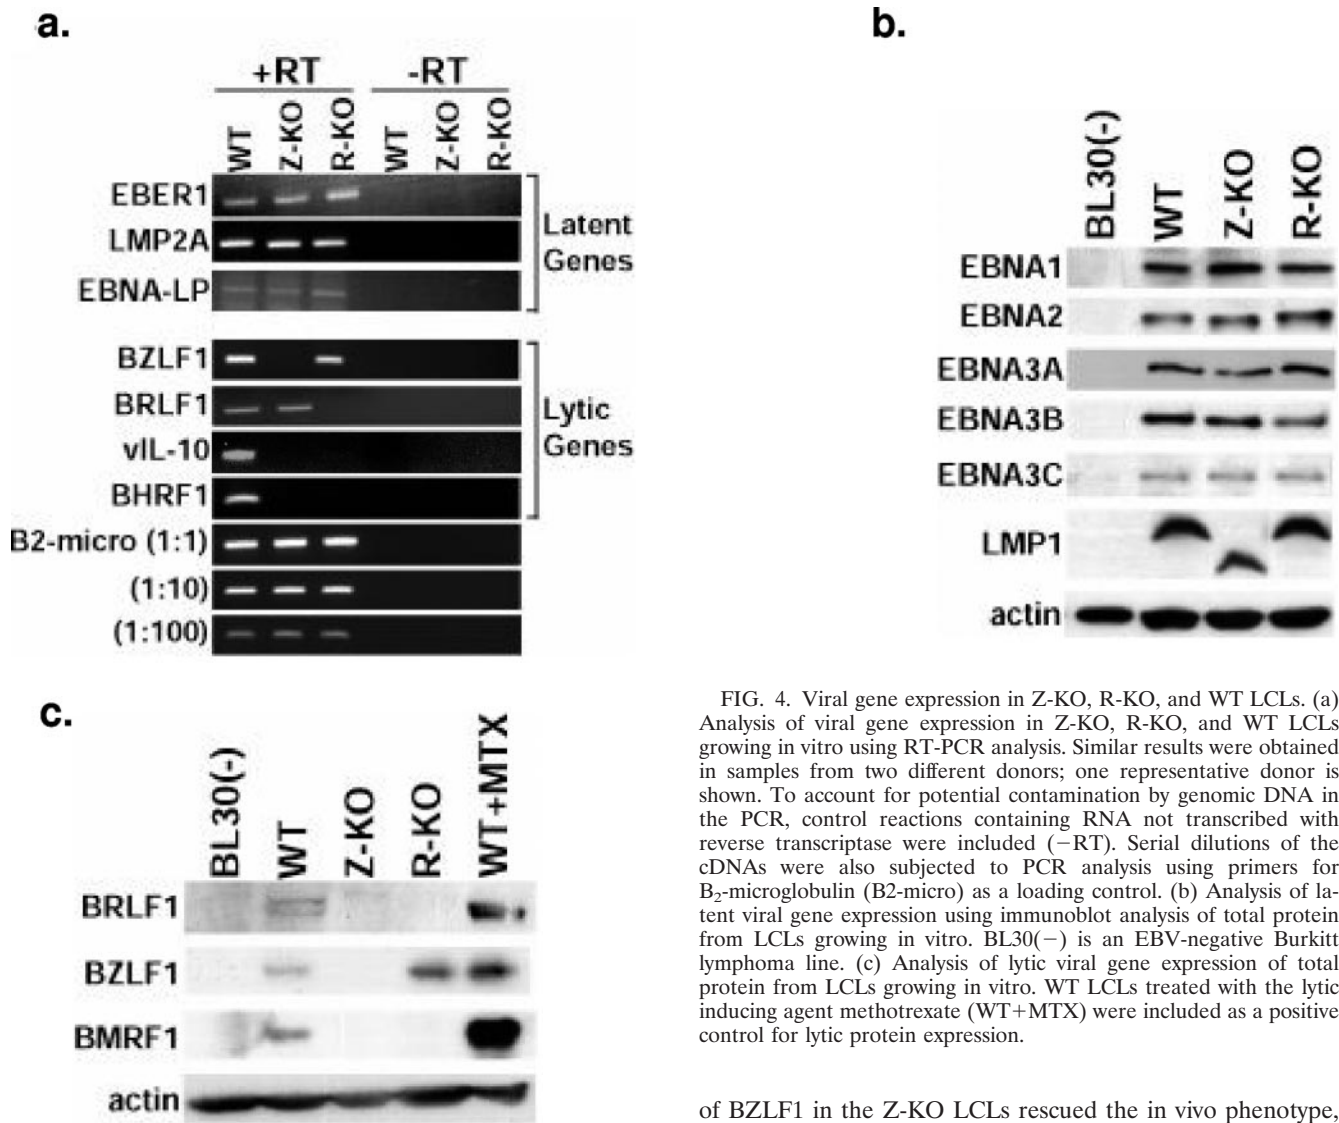 a.
+RT -RT
WT Z-KO R-KO WT Z-KO R-KO
EBER1
LMP2A
EBNA-LP
Latent
Genes
BZLF1
BRLF1
vIL-10
BHRF1
Lytic
Genes
B2-micro (1:1)
(1:10)
(1:100)
b.
BL30(-) WT Z-KO R-KO
EBNA1
EBNA2
EBNA3A
EBNA3B
EBNA3C
LMP1
actin
c.
BL30(-) WT Z-KO R-KO WT+MTX
BRLF1
BZLF1
BMRF1
actin
FIG. 4. Viral gene expression in Z-KO, R-KO, and WT LCLs. (a)
Analysis of viral gene expression in Z-KO, R-KO, and WT LCLs
growing in vitro using RT-PCR analysis. Similar results were obtained
in samples from two different donors; one representative donor is
shown. To account for potential contamination by genomic DNA in
the PCR, control reactions containing RNA not transcribed with
reverse transcriptase were included (−RT). Serial dilutions of the
cDNAs were also subjected to PCR analysis using primers for
B₂-microglobulin (B2-micro) as a loading control. (b) Analysis of la-
tent viral gene expression using immunoblot analysis of total protein
from LCLs growing in vitro. BL30(−) is an EBV-negative Burkitt
lymphoma line. (c) Analysis of lytic viral gene expression of total
protein from LCLs growing in vitro. WT LCLs treated with the lytic
inducing agent methotrexate (WT+MTX) were included as a positive
control for lytic protein expression.
of BZLF1 in the Z-KO LCLs rescued the in vivo phenotype,